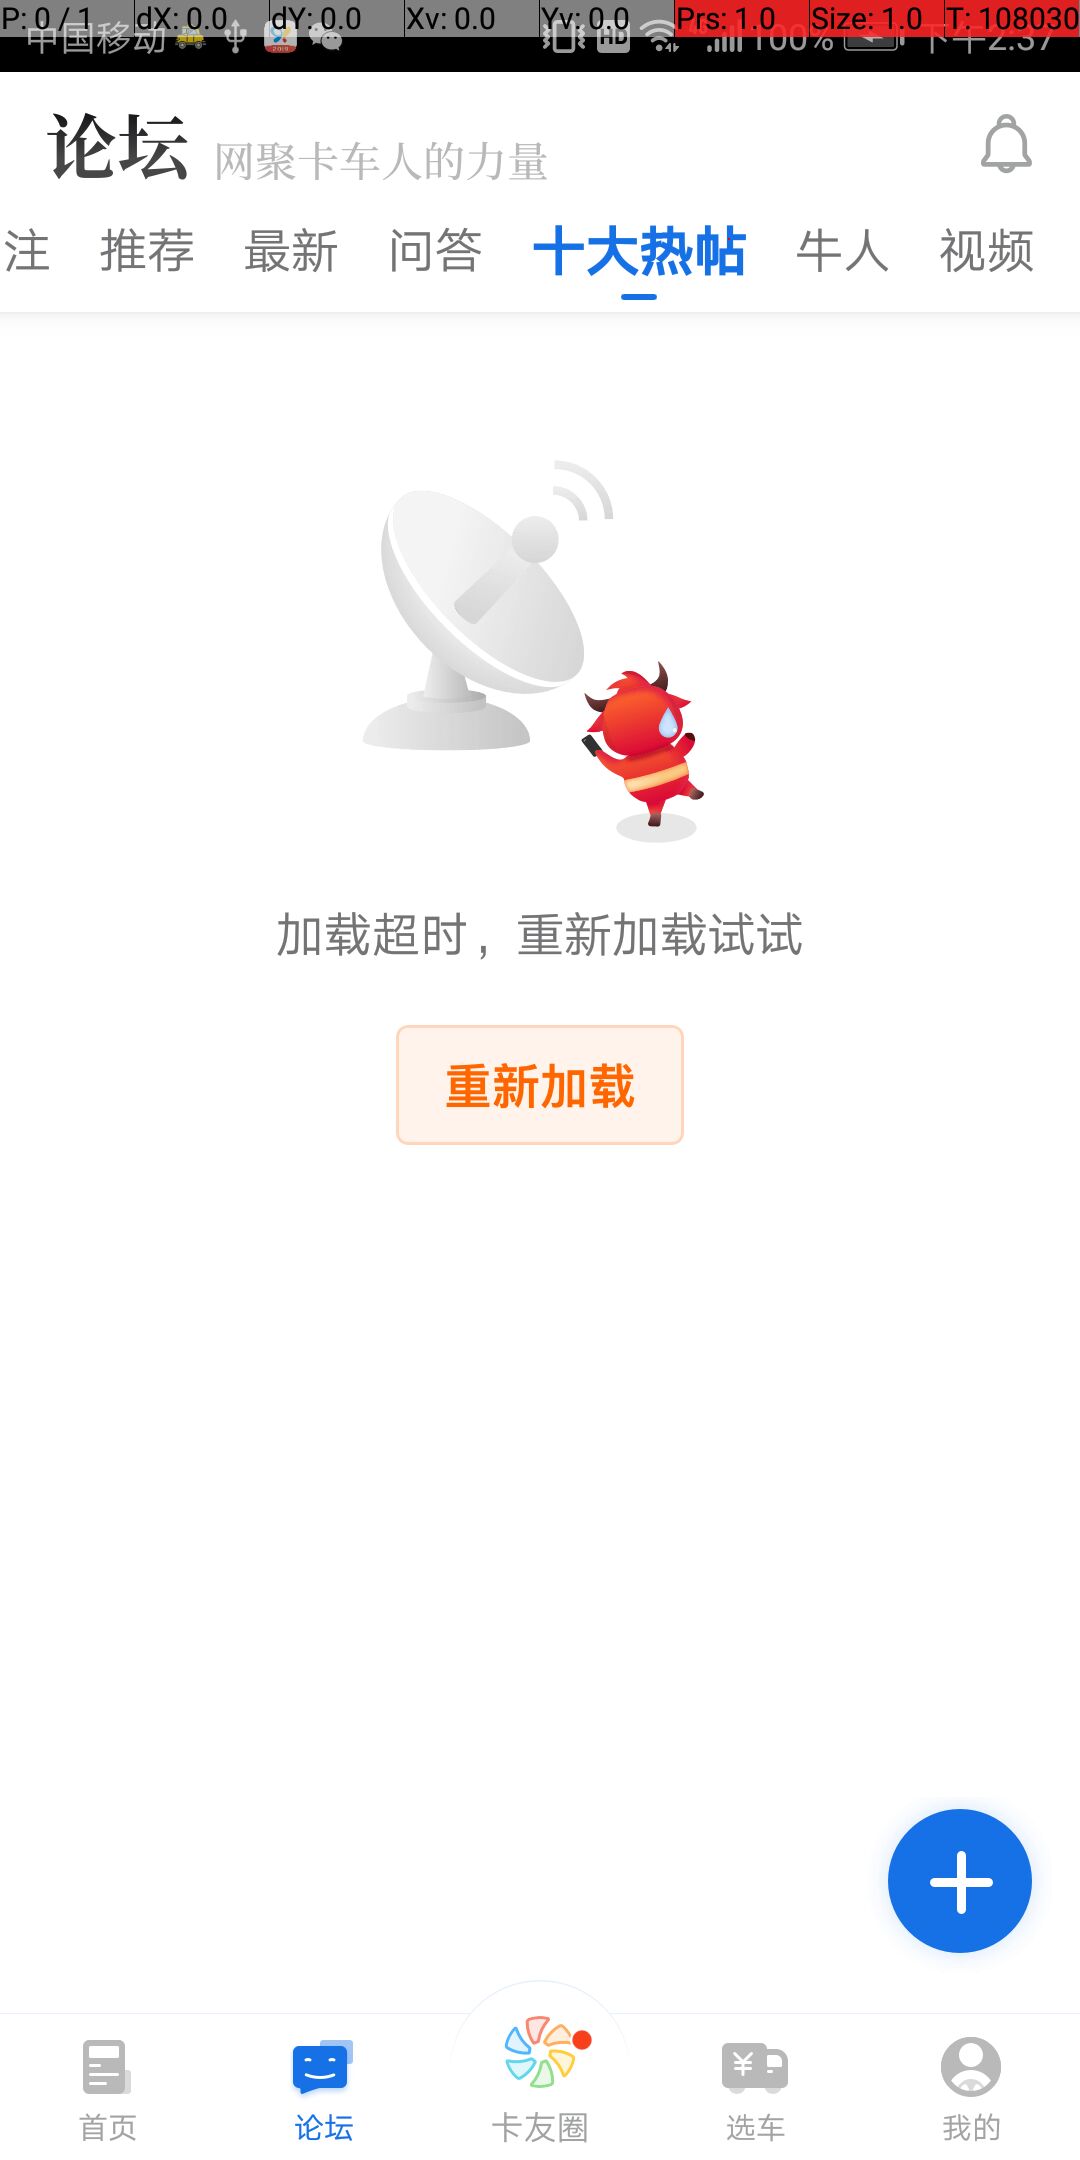 P: 0 / 1 dX: 0.0 dY: 0.0 Xv: 0.0 Yv: 0.0 Prs: 1.0 Size: 1.0 T: 108030
中国移动 HD 100% 下午2:37
论坛 网聚卡车人的力量
注 推荐 最新 问答 十大热帖 牛人 视频
加载超时，重新加载试试
重新加载
首页 论坛 卡友圈 选车 我的